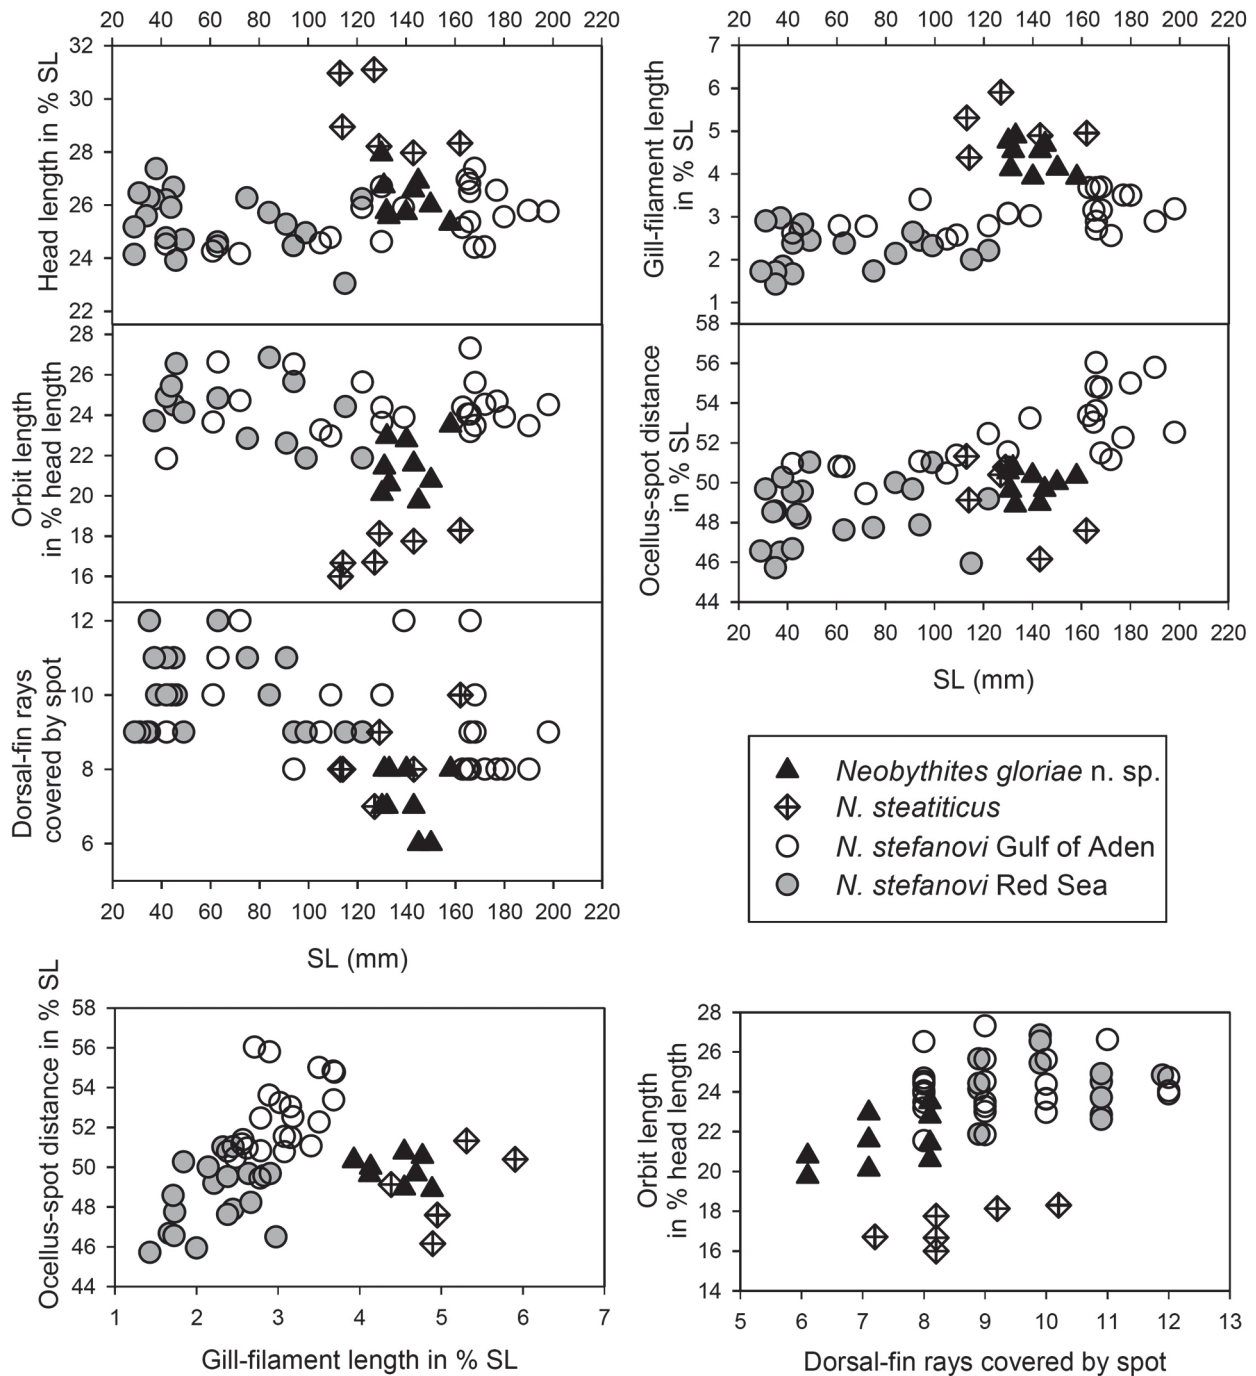 20 40 60 80 100 120 140 160 180 200 220
32
30
28
26
24
22
Head length in % SL
28
26
24
22
20
18
16
Orbit length
in % head length
12
10
8
6
Dorsal-fin rays
covered by spot
20 40 60 80 100 120 140 160 180 200 220
SL (mm)
20 40 60 80 100 120 140 160 180 200 220
7
6
5
4
3
2
1
Gill-filament length
in % SL
58
56
54
52
50
48
46
44
Ocellus-spot distance
in % SL
20 40 60 80 100 120 140 160 180 200 220
SL (mm)
Neobythites gloriae n. sp.
N. steatiticus
N. stefanovi Gulf of Aden
N. stefanovi Red Sea
58
56
54
52
50
48
46
44
Ocellus-spot distance in % SL
1 2 3 4 5 6 7
Gill-filament length in % SL
28
26
24
22
20
18
16
14
Orbit length
in % head length
5 6 7 8 9 10 11 12 13
Dorsal-fin rays covered by spot